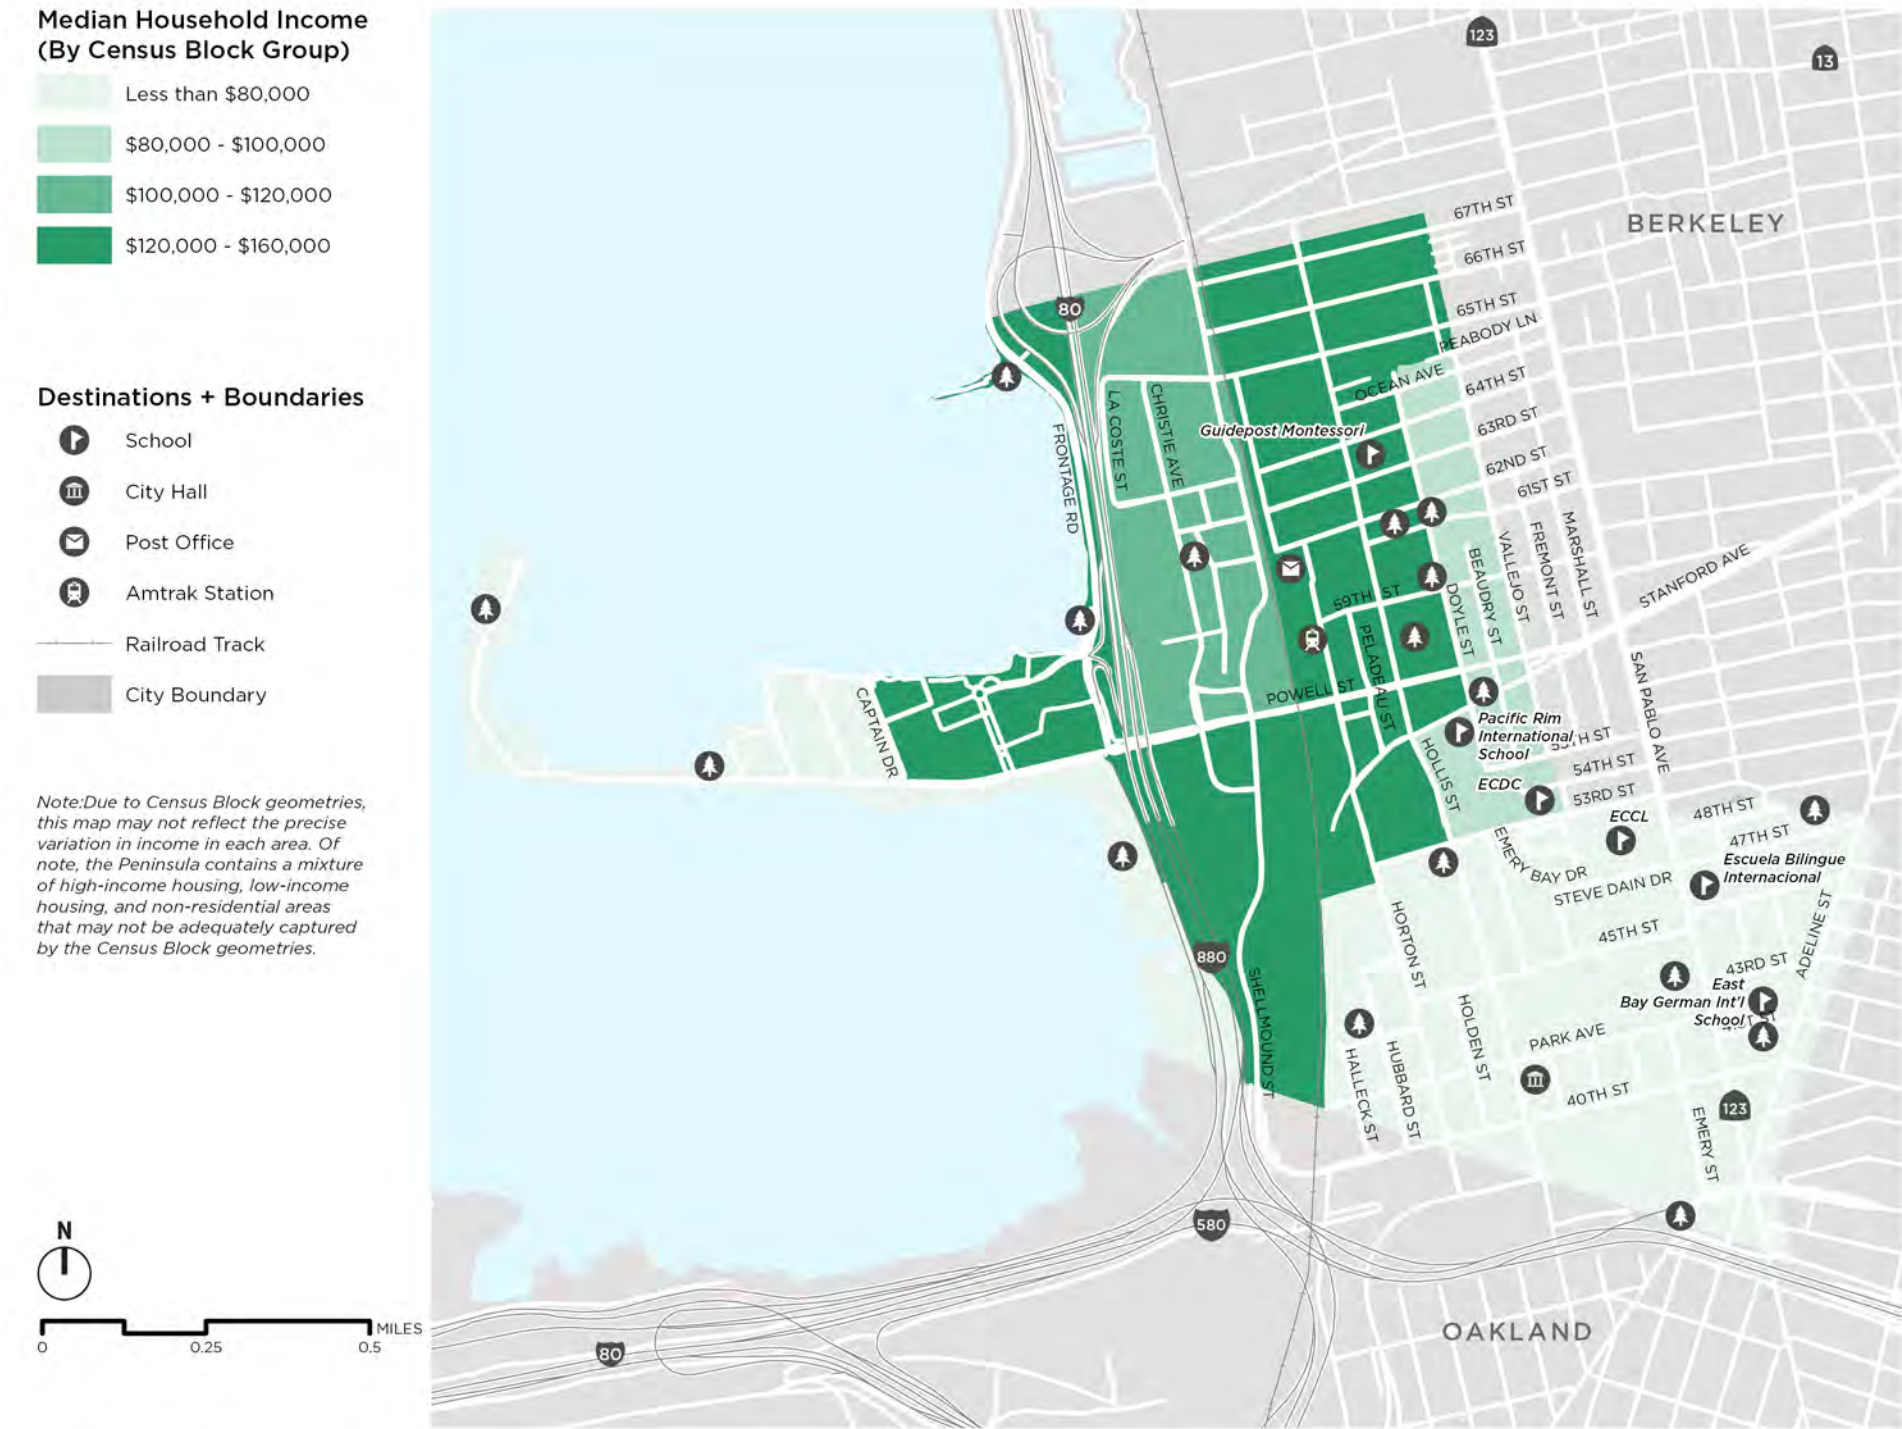 Median Household Income
(By Census Block Group)
Less than $80,000
$80,000 - $100,000
$100,000 - $120,000
$120,000 - $160,000
Destinations + Boundaries
School
City Hall
Post Office
Amtrak Station
Railroad Track
City Boundary
Note:Due to Census Block geometries,
this map may not reflect the precise
variation in income in each area. Of
note, the Peninsula contains a mixture
of high-income housing, low-income
housing, and non-residential areas
that may not be adequately captured
by the Census Block geometries.
N
0
0.25
0.5
MILES
123
13
BERKELEY
67TH ST
66TH ST
65TH ST
PEABODY LN
80
OCEAN AVE
64TH ST
63RD ST
62ND ST
61ST ST
LA COSTE ST
CHRISTIE AVE
FRONTAGE RD
Guidepost Montessori
MARSHALL ST
FREMONT ST
VALLEJO ST
BEAUDRY ST
DOYLE ST
STANFORD AVE
59TH ST
PELADEAU ST
POWELL ST
CAPTAIN DR
SAN PABLO AVE
Pacific Rim
International
School
HOLLIS ST
54TH ST
53RD ST
ECDC
ECCL
48TH ST
47TH ST
EMERY BAY DR
STEVE DAIN DR
Escuela Bilingue
Internacional
ADELINE ST
45TH ST
43RD ST
HORTON ST
880
SHELLMOUND ST
East
Bay German Int'l
School
HOLDEN ST
PARK AVE
HALLECK ST
HUBBARD ST
40TH ST
EMERY ST
123
580
80
OAKLAND